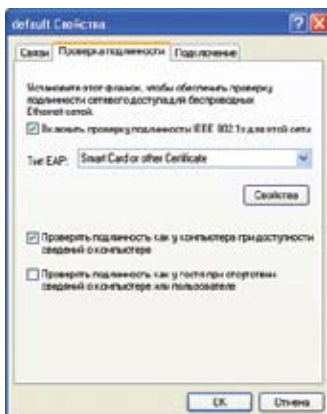 default Свойства
Связи Проверка подлинности Подключение
Установите этот флажок, чтобы обеспечить проверку
подлинности сетевого доступа для беспроводных
Ethernet-сетей.
Включить проверку подлинности IEEE 802.1x для этой сети
Тип EAP: Smart Card or other Certificate
Свойства
Проверять подлинность как у компьютера при доступности
сведений о компьютере
Проверять подлинность как у гостя при отсутствии
сведений о компьютере или пользователе
OK Отмена